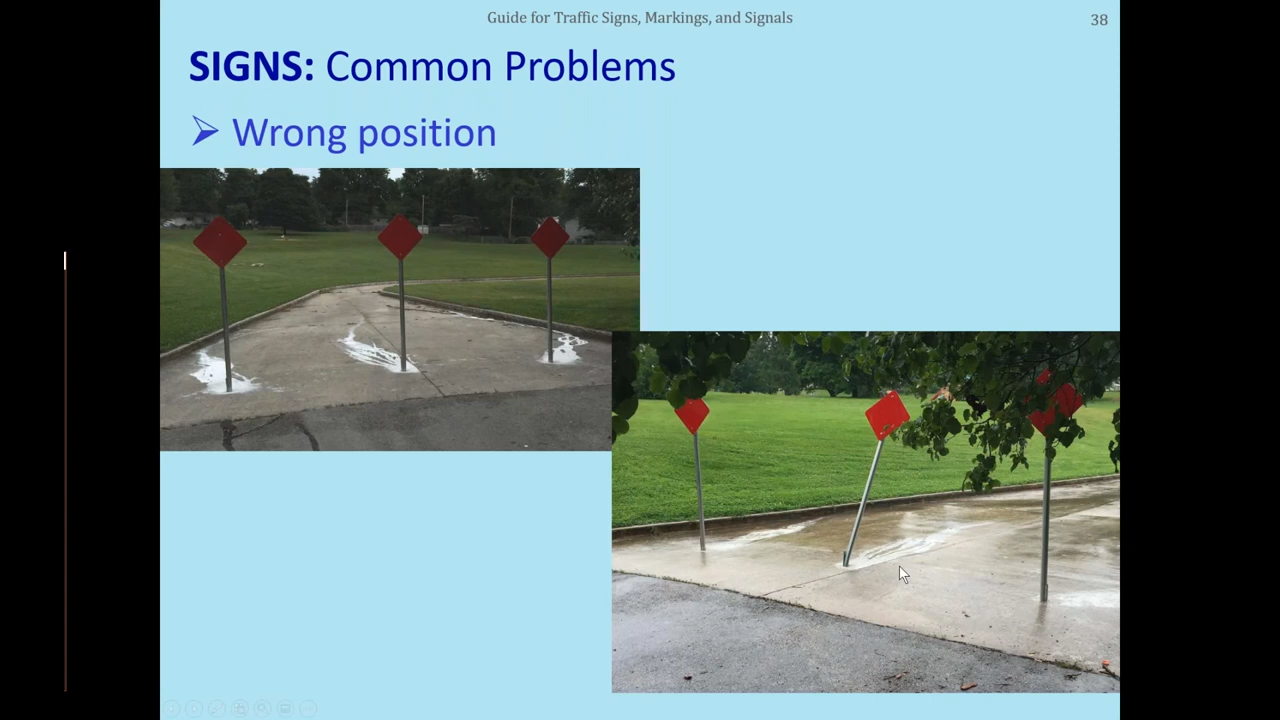 Guide for Traffic Signs, Markings, and Signals
38
SIGNS: Common Problems
Wrong position